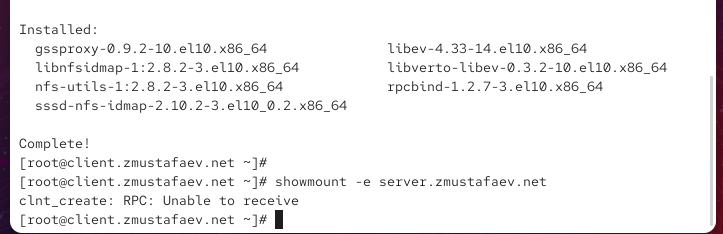 Installed:
gssproxy-0.9.2-10.el10.x86_64 libev-4.33-14.el10.x86_64
libnfsidmap-1:2.8.2-3.el10.x86_64 libverto-libev-0.3.2-10.el10.x86_64
nfs-utils-1:2.8.2-3.el10.x86_64 rpcbind-1.2.7-3.el10.x86_64
sssd-nfs-idmap-2.10.2-3.el10_0.2.x86_64
Complete!
[root@client.zmustafaev.net ~]#
[root@client.zmustafaev.net ~]# showmount -e server.zmustafaev.net
clnt_create: RPC: Unable to receive
[root@client.zmustafaev.net ~]#